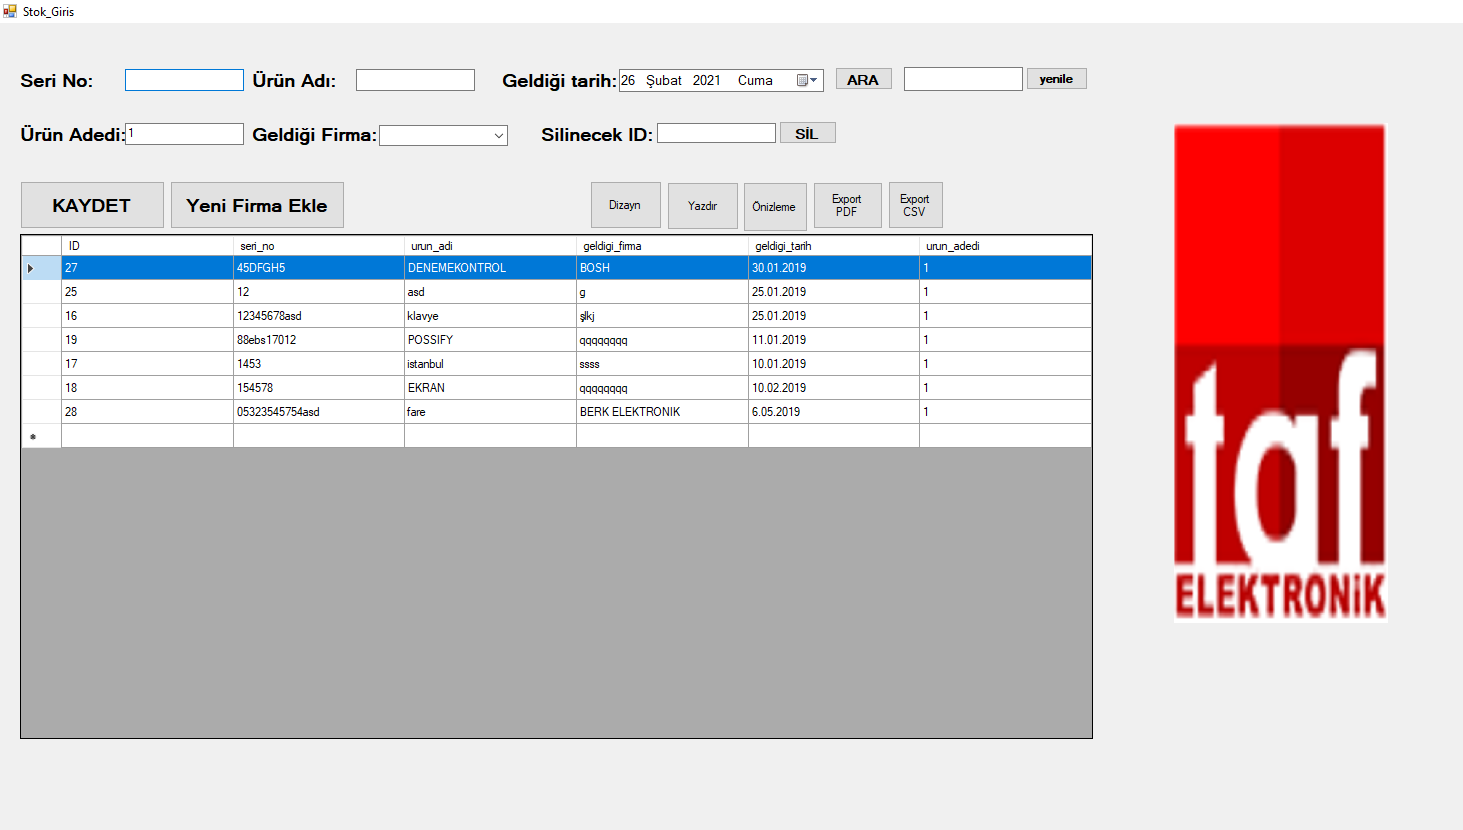 Stok_Giris
Seri No: Ürün Adı: Geldiği tarih: 26 Şubat 2021 Cuma ARA yenile
Ürün Adedi: 1 Geldiği Firma: Silinecek ID: SİL
KAYDET Yeni Firma Ekle Dizayn Yazdır Önizleme Export PDF Export CSV
ID seri_no urun_adi geldigi_firma geldigi_tarih urun_adedi
27 45DFGH5 DENEMEKONTROL BOSH 30.01.2019 1
25 12 asd g 25.01.2019 1
16 12345678asd klavye şlkj 25.01.2019 1
19 88ebs17012 POSSIFY qqqqqqqq 11.01.2019 1
17 1453 istanbul ssss 10.01.2019 1
18 154578 EKRAN qqqqqqqq 10.02.2019 1
28 05323545754asd fare BERK ELEKTRONIK 6.05.2019 1
taf
ELEKTRONiK